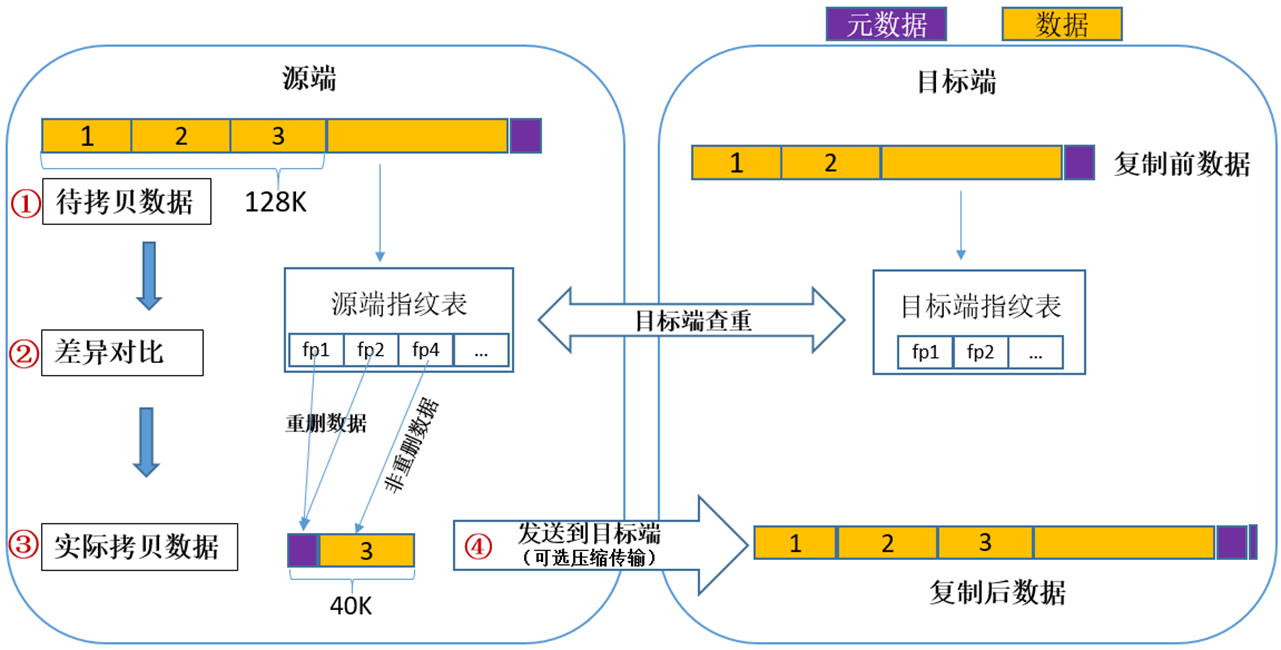 元数据
数据
源端
目标端
1
2
3
1
2
复制前数据
①
待拷贝数据
128K
源端指纹表
fp1
fp2
fp4
...
目标端查重
目标端指纹表
fp1
fp2
...
②
差异对比
重删数据
非重删数据
③
实际拷贝数据
3
40K
④
发送到目标端
（可选压缩传输）
1
2
3
复制后数据